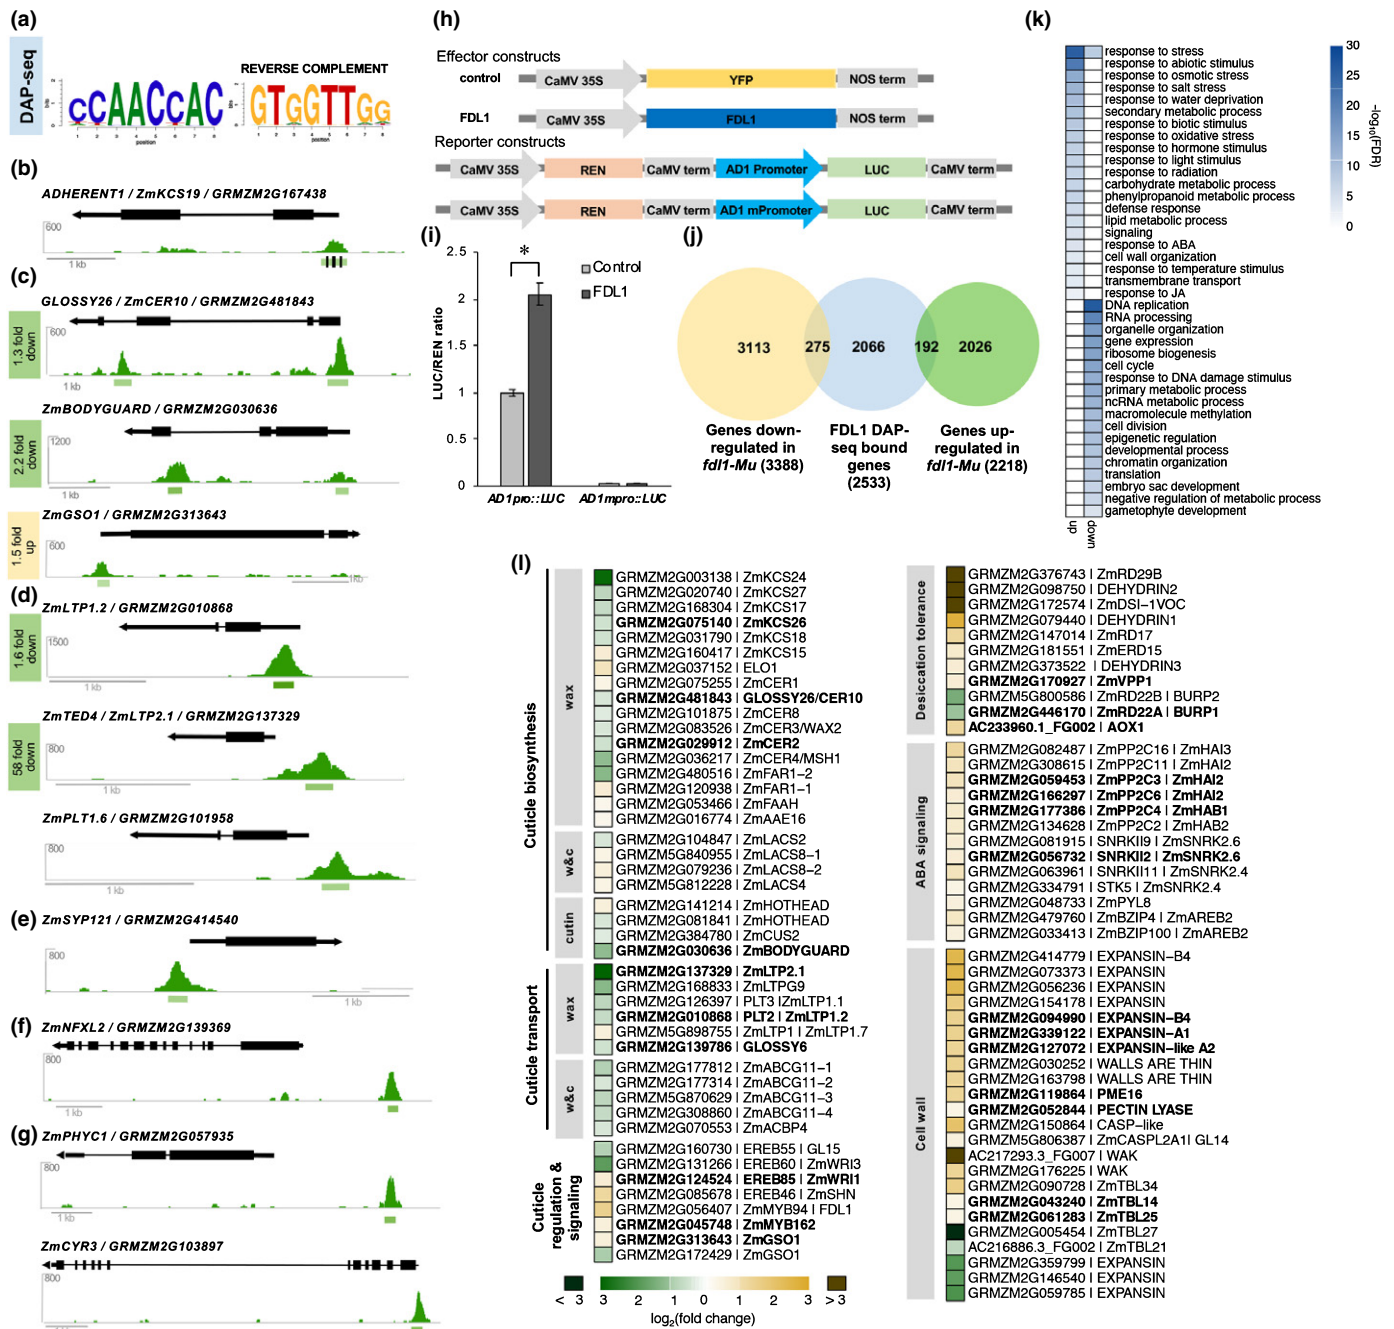 (a)
DAP-seq
CCAACCAC
bits
position
REVERSE COMPLEMENT
GTGGTTGG
bits
position
(b)
ADHERENT1 / ZmKCS19 / GRMZM2G167438
600
1 kb
(c)
GLOSSY26 / ZmCER10 / GRMZM2G481843
1.3 fold down
600
1 kb
ZmBODYGUARD / GRMZM2G030636
2.2 fold down
1200
1 kb
ZmGSO1 / GRMZM2G313643
1.5 fold up
600
1kb
(d)
ZmLTP1.2 / GRMZM2G010868
1.6 fold down
1500
1 kb
ZmTED4 / ZmLTP2.1 / GRMZM2G137329
58 fold down
800
1 kb
ZmPLT1.6 / GRMZM2G101958
800
1 kb
(e)
ZmSYP121 / GRMZM2G414540
800
1 kb
(f)
ZmNFXL2 / GRMZM2G139369
800
1 kb
(g)
ZmPHYC1 / GRMZM2G057935
800
1 kb
ZmCYR3 / GRMZM2G103897
800
(h)
Effector constructs
control CaMV 35S YFP NOS term
FDL1 CaMV 35S FDL1 NOS term
Reporter constructs
CaMV 35S REN CaMV term AD1 Promoter LUC CaMV term
CaMV 35S REN CaMV term AD1 mPromoter LUC CaMV term
(i)
LUC/REN ratio
2.5
2
1.5
1
0.5
0
*
Control
FDL1
AD1pro::LUC AD1mpro::LUC
(j)
3113 275 2066 192 2026
Genes down-regulated in fdl1-Mu (3388)
FDL1 DAP-seq bound genes (2533)
Genes up-regulated in fdl1-Mu (2218)
(k)
response to stress
response to abiotic stimulus
response to osmotic stress
response to salt stress
response to water deprivation
secondary metabolic process
response to biotic stimulus
response to oxidative stress
response to hormone stimulus
response to light stimulus
response to radiation
carbohydrate metabolic process
phenylpropanoid metabolic process
defense response
lipid metabolic process
signaling
response to ABA
cell wall organization
response to temperature stimulus
transmembrane transport
response to JA
DNA replication
RNA processing
organelle organization
gene expression
ribosome biogenesis
cell cycle
response to DNA damage stimulus
primary metabolic process
ncRNA metabolic process
macromolecule methylation
cell division
epigenetic regulation
developmental process
chromatin organization
translation
embryo sac development
negative regulation of metabolic process
gametophyte development
up
down
30
25
20
15
10
5
0
−log10(FDR)
(l)
Cuticle biosynthesis
wax
GRMZM2G003138 | ZmKCS24
GRMZM2G020740 | ZmKCS27
GRMZM2G168304 | ZmKCS17
GRMZM2G075140 | ZmKCS26
GRMZM2G031790 | ZmKCS18
GRMZM2G160417 | ZmKCS15
GRMZM2G037152 | ELO1
GRMZM2G075255 | ZmCER1
GRMZM2G481843 | GLOSSY26/CER10
GRMZM2G101875 | ZmCER8
GRMZM2G083526 | ZmCER3/WAX2
GRMZM2G029912 | ZmCER2
GRMZM2G036217 | ZmCER4/MSH1
GRMZM2G480516 | ZmFAR1−2
GRMZM2G120938 | ZmFAR1−1
GRMZM2G053466 | ZmFAAH
GRMZM2G016774 | ZmAAE16
w&c
GRMZM2G104847 | ZmLACS2
GRMZM5G840955 | ZmLACS8−1
GRMZM2G079236 | ZmLACS8−2
GRMZM5G812228 | ZmLACS4
cutin
GRMZM2G141214 | ZmHOTHEAD
GRMZM2G081841 | ZmHOTHEAD
GRMZM2G384780 | ZmCUS2
GRMZM2G030636 | ZmBODYGUARD
Cuticle transport
wax
GRMZM2G137329 | ZmLTP2.1
GRMZM2G168833 | ZmLTPG9
GRMZM2G126397 | PLT3 |ZmLTP1.1
GRMZM2G010868 | PLT2 | ZmLTP1.2
GRMZM5G898755 | ZmLTP1 | ZmLTP1.7
GRMZM2G139786 | GLOSSY6
w&c
GRMZM2G177812 | ZmABCG11−1
GRMZM2G177314 | ZmABCG11−2
GRMZM5G870629 | ZmABCG11−3
GRMZM2G308860 | ZmABCG11−4
GRMZM2G070553 | ZmACBP4
Cuticle regulation & signaling
GRMZM2G160730 | EREB55 | GL15
GRMZM2G131266 | EREB60 | ZmWRI3
GRMZM2G124524 | EREB85 | ZmWRI1
GRMZM2G085678 | EREB46 | ZmSHN
GRMZM2G056407 | ZmMYB94 | FDL1
GRMZM2G045748 | ZmMYB162
GRMZM2G313643 | ZmGSO1
GRMZM2G172429 | ZmGSO1
< 3 3 2 1 0 1 2 3 > 3
log2(fold change)
Desiccation tolerance
GRMZM2G376743 | ZmRD29B
GRMZM2G098750 | DEHYDRIN2
GRMZM2G172574 | ZmDSI−1VOC
GRMZM2G079440 | DEHYDRIN1
GRMZM2G147014 | ZmRD17
GRMZM2G181551 | ZmERD15
GRMZM2G373522 | DEHYDRIN3
GRMZM2G170927 | ZmVPP1
GRMZM5G800586 | ZmRD22B | BURP2
GRMZM2G446170 | ZmRD22A | BURP1
AC233960.1_FG002 | AOX1
ABA signaling
GRMZM2G082487 | ZmPP2C16 | ZmHAI3
GRMZM2G308615 | ZmPP2C11 | ZmHAI2
GRMZM2G059453 | ZmPP2C3 | ZmHAI2
GRMZM2G166297 | ZmPP2C6 | ZmHAI2
GRMZM2G177386 | ZmPP2C4 | ZmHAB1
GRMZM2G134628 | ZmPP2C2 | ZmHAB2
GRMZM2G081915 | SNRKII9 | ZmSNRK2.6
GRMZM2G056732 | SNRKII2 | ZmSNRK2.6
GRMZM2G063961 | SNRKII11 | ZmSNRK2.4
GRMZM2G334791 | STK5 | ZmSNRK2.4
GRMZM2G048733 | ZmPYL8
GRMZM2G479760 | ZmBZIP4 | ZmAREB2
GRMZM2G033413 | ZmBZIP100 | ZmAREB2
Cell wall
GRMZM2G414779 | EXPANSIN−B4
GRMZM2G073373 | EXPANSIN
GRMZM2G056236 | EXPANSIN
GRMZM2G154178 | EXPANSIN
GRMZM2G094990 | EXPANSIN−B4
GRMZM2G339122 | EXPANSIN−A1
GRMZM2G127072 | EXPANSIN−like A2
GRMZM2G030252 | WALLS ARE THIN
GRMZM2G163798 | WALLS ARE THIN
GRMZM2G119864 | PME16
GRMZM2G052844 | PECTIN LYASE
GRMZM2G150864 | CASP−like
GRMZM5G806387 | ZmCASPL2A1| GL14
AC217293.3_FG007 | WAK
GRMZM2G176225 | WAK
GRMZM2G090728 | ZmTBL34
GRMZM2G043240 | ZmTBL14
GRMZM2G061283 | ZmTBL25
GRMZM2G005454 | ZmTBL27
AC216886.3_FG002 | ZmTBL21
GRMZM2G359799 | EXPANSIN
GRMZM2G146540 | EXPANSIN
GRMZM2G059785 | EXPANSIN